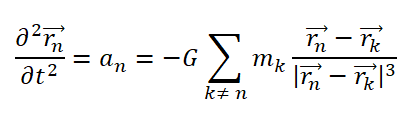 ∂²r⃗ₙ/∂t² = aₙ = −G ∑_{k≠n} mₖ (r⃗ₙ − r⃗ₖ)/|r⃗ₙ − r⃗ₖ|³